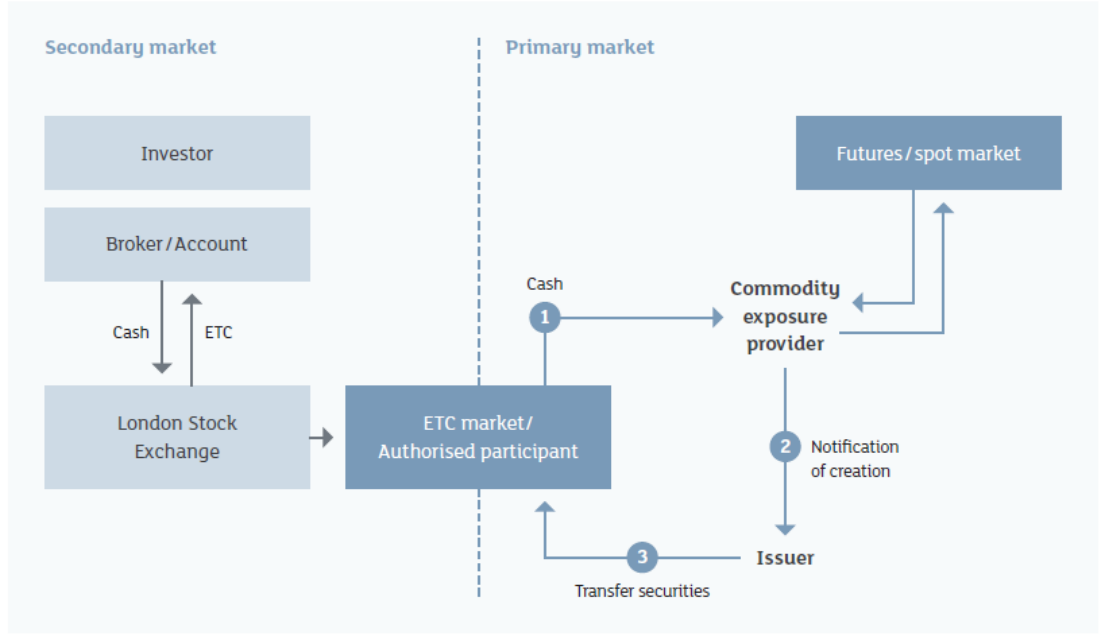 Secondary market
Primary market
Investor
Futures/spot market
Broker/Account
Cash
ETC
Cash
1
Commodity
exposure
provider
London Stock
Exchange
ETC market/
Authorised participant
2
Notification
of creation
3
Issuer
Transfer securities